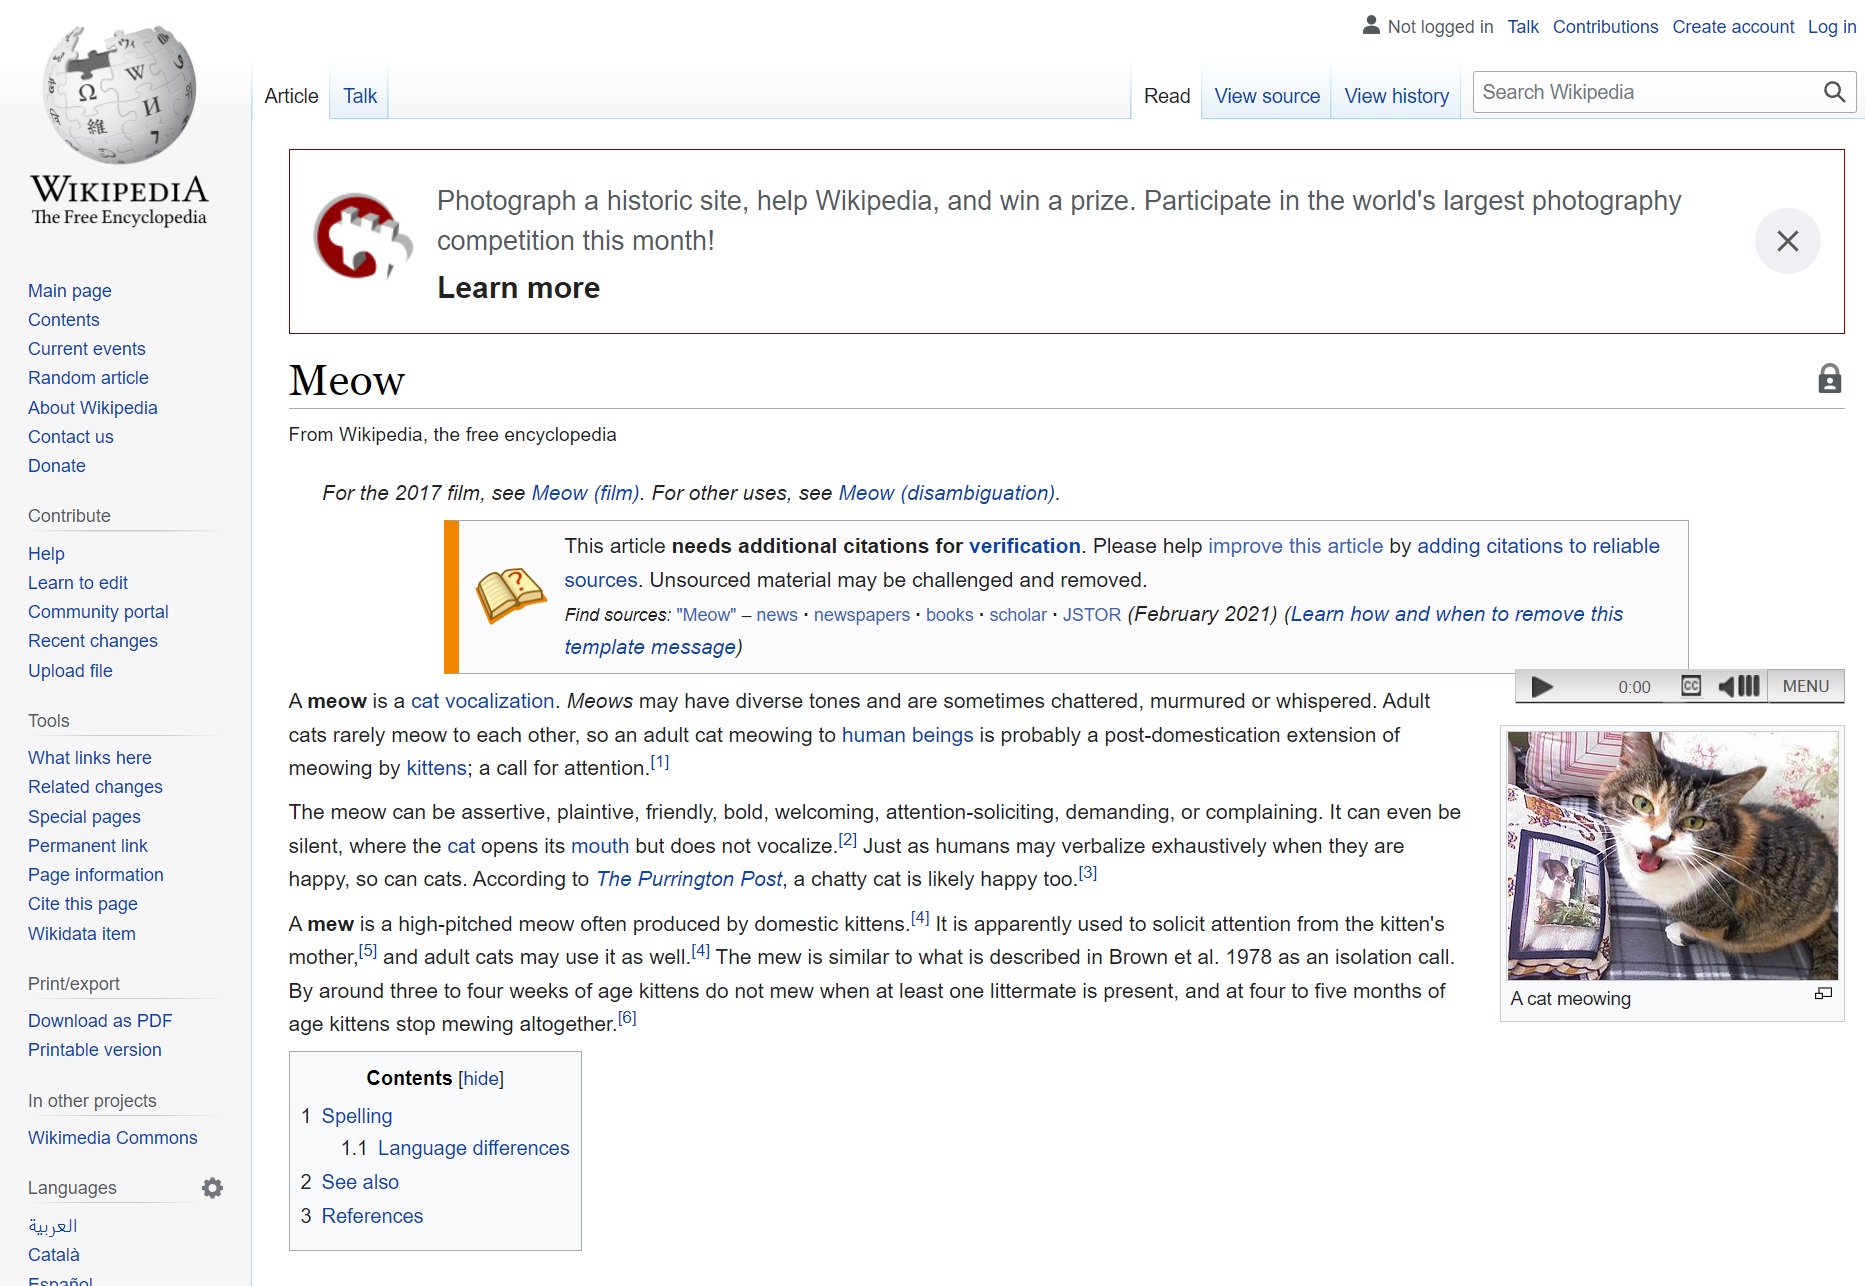 WIKIPEDIA
The Free Encyclopedia
Main page
Contents
Current events
Random article
About Wikipedia
Contact us
Donate
Contribute
Help
Learn to edit
Community portal
Recent changes
Upload file
Tools
What links here
Related changes
Special pages
Permanent link
Page information
Cite this page
Wikidata item
Print/export
Download as PDF
Printable version
In other projects
Wikimedia Commons
Languages
العربية
Català
Español
Not logged in Talk Contributions Create account Log in
Article Talk Read View source View history Search Wikipedia
Photograph a historic site, help Wikipedia, and win a prize. Participate in the world's largest photography
competition this month!
Learn more
Meow
From Wikipedia, the free encyclopedia
For the 2017 film, see Meow (film). For other uses, see Meow (disambiguation).
This article needs additional citations for verification. Please help improve this article by adding citations to reliable
sources. Unsourced material may be challenged and removed.
Find sources: "Meow" – news · newspapers · books · scholar · JSTOR (February 2021) (Learn how and when to remove this
template message)
0:00 CC MENU
A meow is a cat vocalization. Meows may have diverse tones and are sometimes chattered, murmured or whispered. Adult
cats rarely meow to each other, so an adult cat meowing to human beings is probably a post-domestication extension of
meowing by kittens; a call for attention.[1]
The meow can be assertive, plaintive, friendly, bold, welcoming, attention-soliciting, demanding, or complaining. It can even be
silent, where the cat opens its mouth but does not vocalize.[2] Just as humans may verbalize exhaustively when they are
happy, so can cats. According to The Purrington Post, a chatty cat is likely happy too.[3]
A mew is a high-pitched meow often produced by domestic kittens.[4] It is apparently used to solicit attention from the kitten's
mother,[5] and adult cats may use it as well.[4] The mew is similar to what is described in Brown et al. 1978 as an isolation call.
By around three to four weeks of age kittens do not mew when at least one littermate is present, and at four to five months of
age kittens stop mewing altogether.[6]
A cat meowing
Contents [hide]
1 Spelling
1.1 Language differences
2 See also
3 References